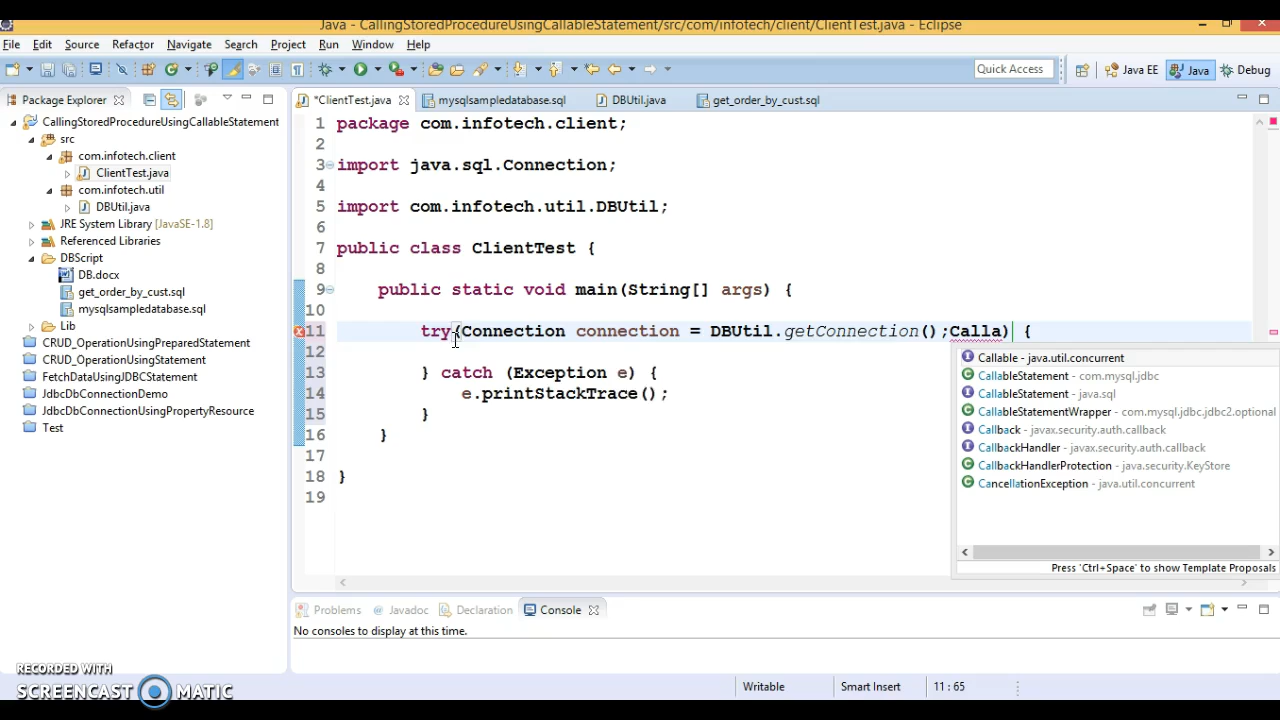 Java - CallingStoredProcedureUsingCallableStatement/src/com/infotech/client/ClientTest.java - Eclipse
File Edit Source Refactor Navigate Search Project Run Window Help
Quick Access Java EE Java Debug
Package Explorer
*ClientTest.java mysqlsampledatabase.sql DBUtil.java get_order_by_cust.sql
CallingStoredProcedureUsingCallableStatement
src
com.infotech.client
ClientTest.java
com.infotech.util
DBUtil.java
JRE System Library [JavaSE-1.8]
Referenced Libraries
DBScript
DB.docx
get_order_by_cust.sql
mysqlsampledatabase.sql
Lib
CRUD_OperationUsingPreparedStatement
CRUD_OperationUsingStatement
FetchDataUsingJDBCStatement
JdbcDbConnectionDemo
JdbcDbConnectionUsingPropertyResource
Test
1 package com.infotech.client;
2
3 import java.sql.Connection;
4
5 import com.infotech.util.DBUtil;
6
7 public class ClientTest {
8
9 public static void main(String[] args) {
10
11 try(Connection connection = DBUtil.getConnection();Calla) {
12
13 } catch (Exception e) {
14 e.printStackTrace();
15 }
16 }
17
18 }
19
Callable - java.util.concurrent
CallableStatement - com.mysql.jdbc
CallableStatement - java.sql
CallableStatementWrapper - com.mysql.jdbc.jdbc2.optional
Callback - javax.security.auth.callback
CallbackHandler - javax.security.auth.callback
CallbackHandlerProtection - java.security.KeyStore
CancellationException - java.util.concurrent
Press 'Ctrl+Space' to show Template Proposals
Problems @ Javadoc Declaration Console
No consoles to display at this time.
Writable Smart Insert 11 : 65
RECORDED WITH
SCREENCAST MATIC